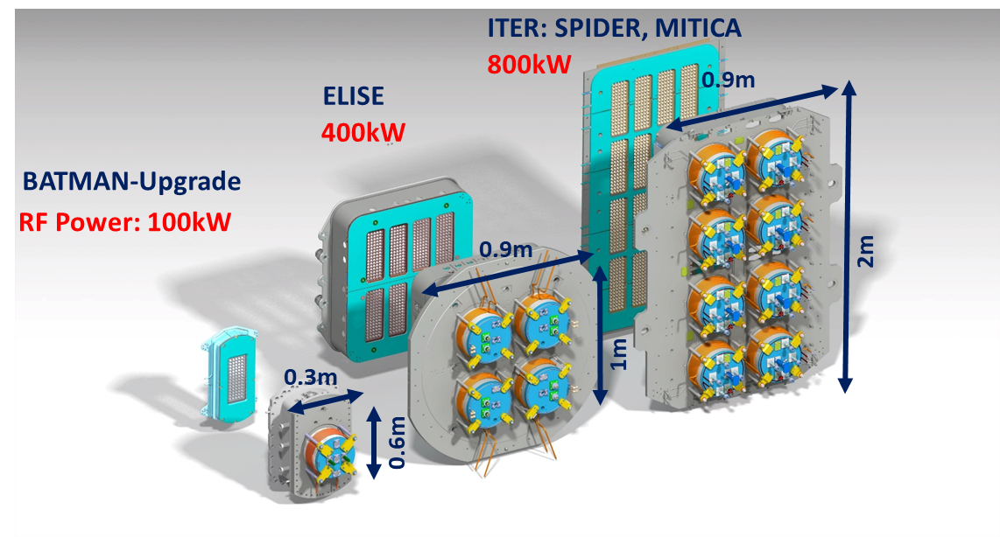 ITER: SPIDER, MITICA
800kW
0.9m
ELISE
400kW
BATMAN-Upgrade
RF Power: 100kW
0.9m
2m
1m
0.3m
0.6m